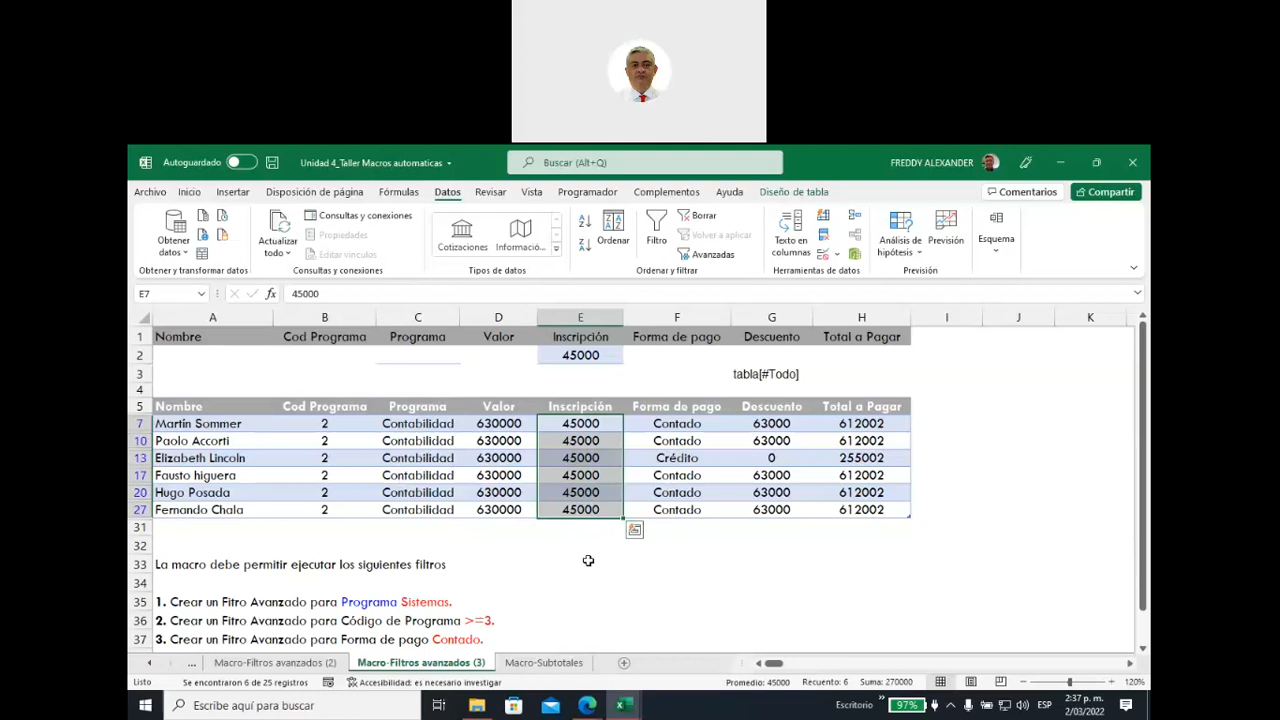 Autoguardado Unidad 4_Taller Macros automaticas Buscar (Alt+Q) FREDDY ALEXANDER
Archivo Inicio Insertar Disposición de página Fórmulas Datos Revisar Vista Programador Complementos Ayuda Diseño de tabla Comentarios Compartir
Obtener datos Actualizar todo Consultas y conexiones Propiedades Editar vínculos Cotizaciones Informació... Ordenar Filtro Borrar Volver a aplicar Avanzadas Texto en columnas Análisis de hipótesis Previsión Esquema
Obtener y transformar datos Consultas y conexiones Tipos de datos Ordenar y filtrar Herramientas de datos Previsión
E7 fx 45000
A B C D E F G H I J K
1 Nombre Cod Programa Programa Valor Inscripción Forma de pago Descuento Total a Pagar
2 45000
3 tabla[#Todo]
4
5 Nombre Cod Programa Programa Valor Inscripción Forma de pago Descuento Total a Pagar
7 Martín Sommer 2 Contabilidad 630000 45000 Contado 63000 612002
10 Paolo Accorti 2 Contabilidad 630000 45000 Contado 63000 612002
13 Elizabeth Lincoln 2 Contabilidad 630000 45000 Crédito 0 255002
17 Fausto higuera 2 Contabilidad 630000 45000 Contado 63000 612002
20 Hugo Posada 2 Contabilidad 630000 45000 Contado 63000 612002
27 Fernando Chala 2 Contabilidad 630000 45000 Contado 63000 612002
31
32
33 La macro debe permitir ejecutar los siguientes filtros
34
35 1. Crear un Fitro Avanzado para Programa Sistemas.
36 2. Crear un Fitro Avanzado para Código de Programa >=3.
37 3. Crear un Fitro Avanzado para Forma de pago Contado.
... Macro-Filtros avanzados (2) Macro-Filtros avanzados (3) Macro-Subtotales
Listo Se encontraron 6 de 25 registros Accesibilidad: es necesario investigar Promedio: 45000 Recuento: 6 Suma: 270000 120%
Escribe aquí para buscar Escritorio 97% ESP 2:37 p. m.
2/03/2022